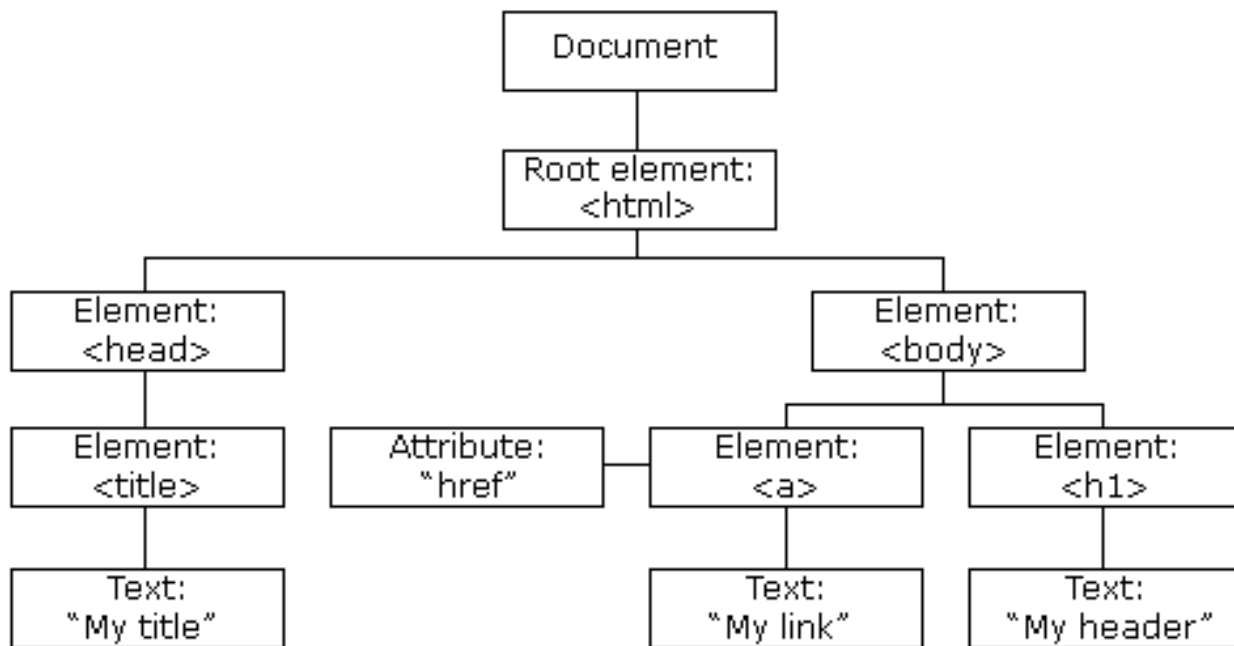 Document
Root element:
<html>
Element:
<head>
Element:
<body>
Element:
<title>
Attribute:
“href”
Element:
<a>
Element:
<h1>
Text:
“My title”
Text:
“My link”
Text:
“My header”